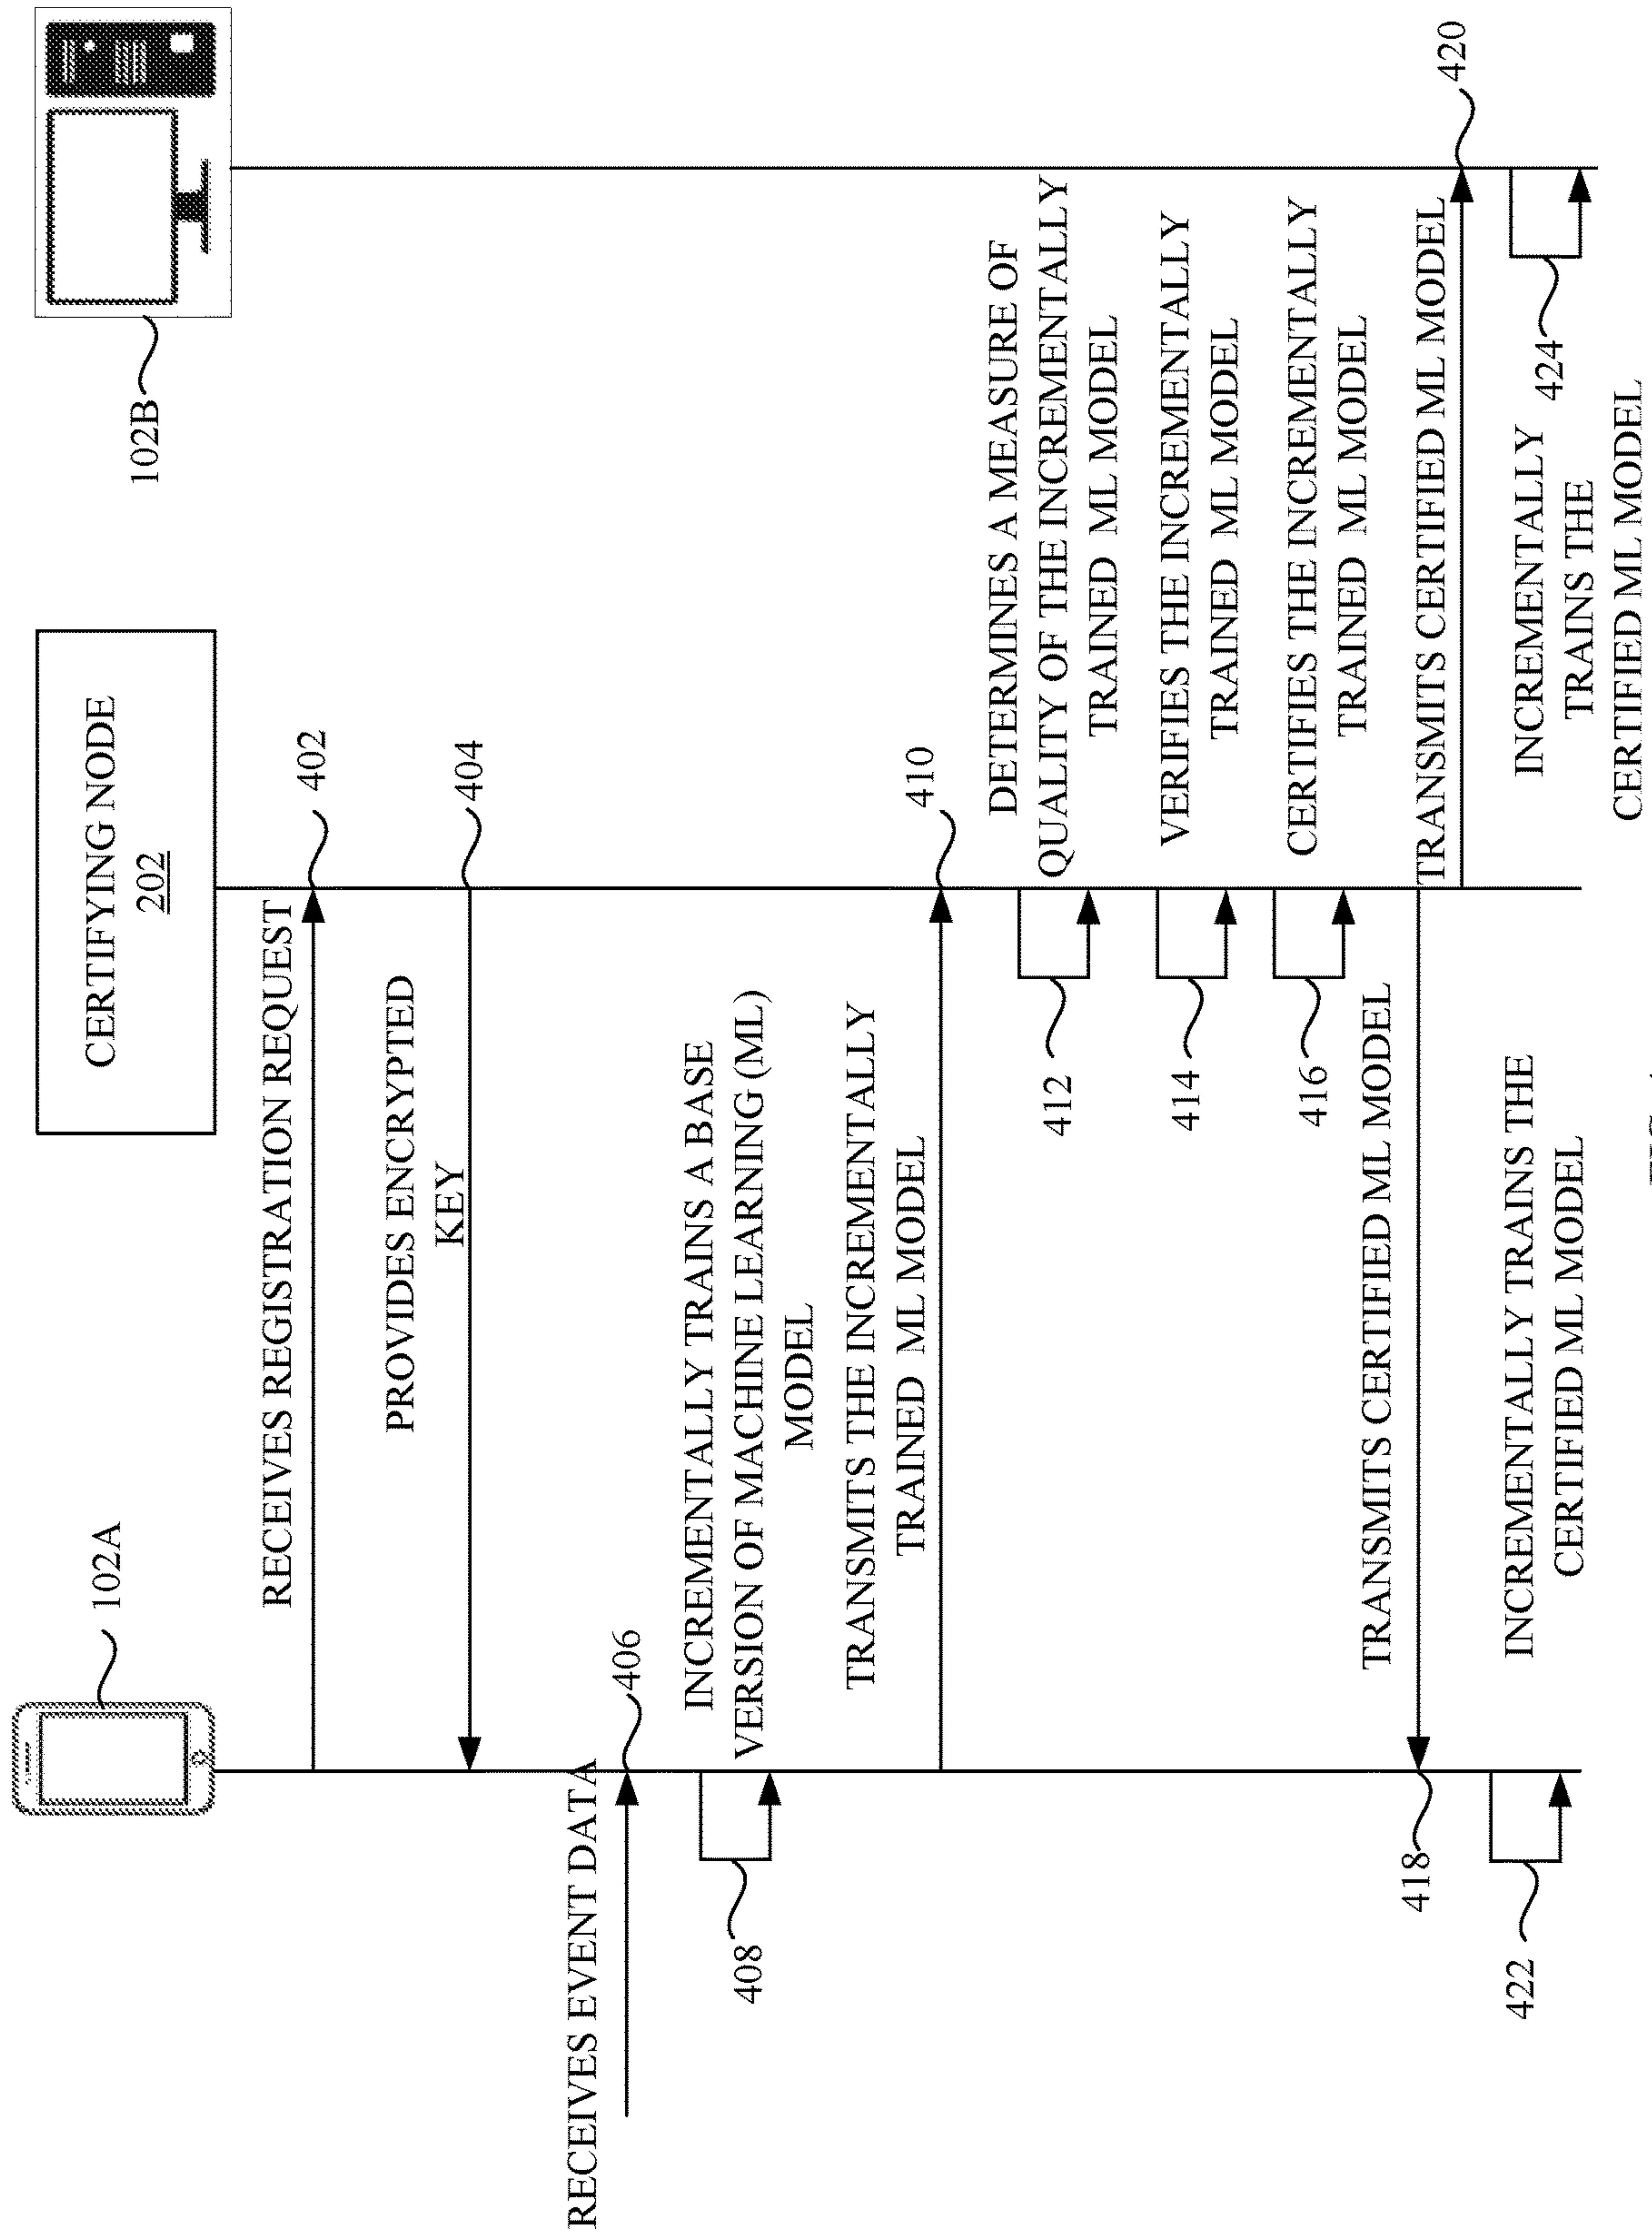 102A
CERTIFYING NODE
202
102B
RECEIVES REGISTRATION REQUEST
402
PROVIDES ENCRYPTED
KEY
404
RECEIVES EVENT DATA
406
INCREMENTALLY TRAINS A BASE
VERSION OF MACHINE LEARNING (ML)
MODEL
408
TRANSMITS THE INCREMENTALLY
TRAINED ML MODEL
410
DETERMINES A MEASURE OF
QUALITY OF THE INCREMENTALLY
TRAINED ML MODEL
412
VERIFIES THE INCREMENTALLY
TRAINED ML MODEL
414
CERTIFIES THE INCREMENTALLY
TRAINED ML MODEL
416
TRANSMITS CERTIFIED ML MODEL
418
TRANSMITS CERTIFIED ML MODEL
420
INCREMENTALLY TRAINS THE
CERTIFIED ML MODEL
422
INCREMENTALLY
TRAINS THE
CERTIFIED ML MODEL
424